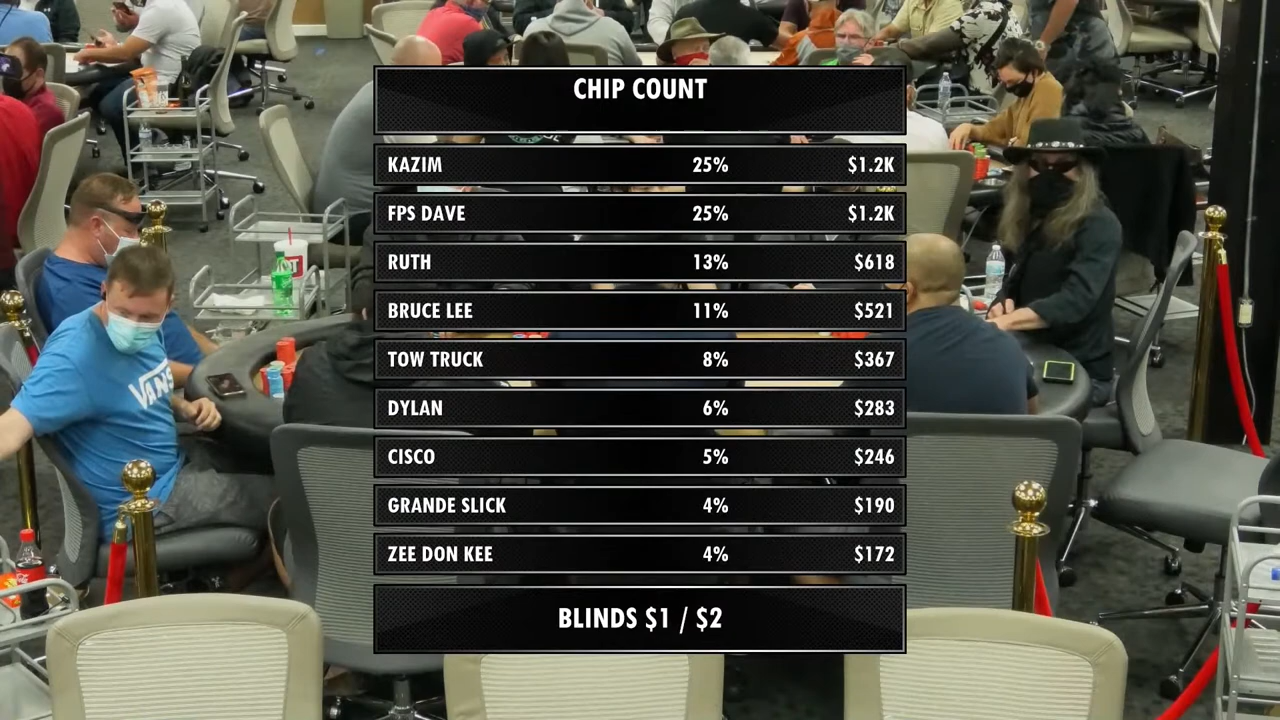 CHIP COUNT
KAZIM 25% $1.2K
FPS DAVE 25% $1.2K
RUTH 13% $618
BRUCE LEE 11% $521
TOW TRUCK 8% $367
DYLAN 6% $283
CISCO 5% $246
GRANDE SLICK 4% $190
ZEE DON KEE 4% $172
BLINDS $1 / $2
VANS